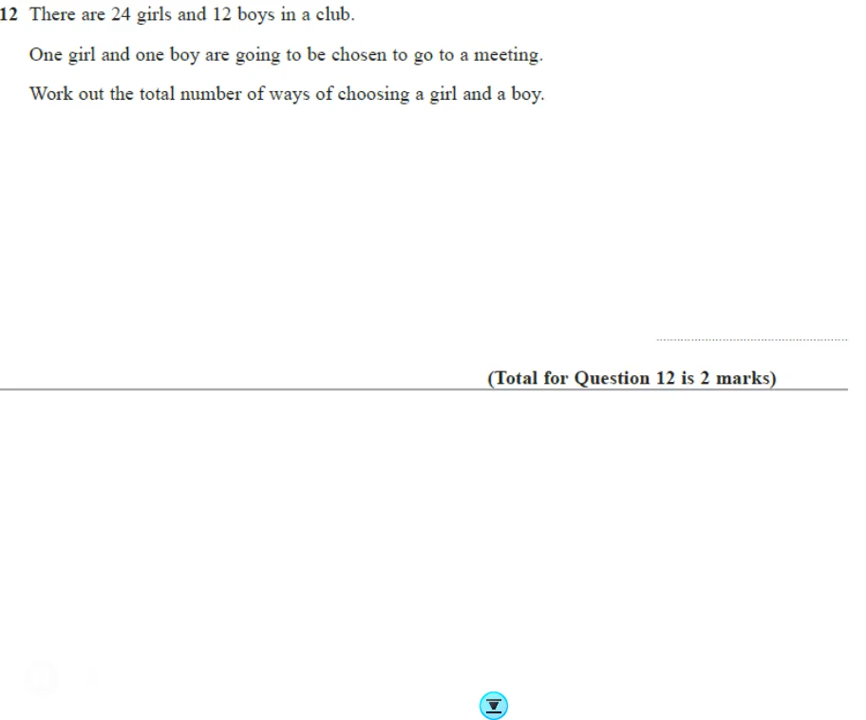 12 There are 24 girls and 12 boys in a club.
One girl and one boy are going to be chosen to go to a meeting.
Work out the total number of ways of choosing a girl and a boy.
(Total for Question 12 is 2 marks)